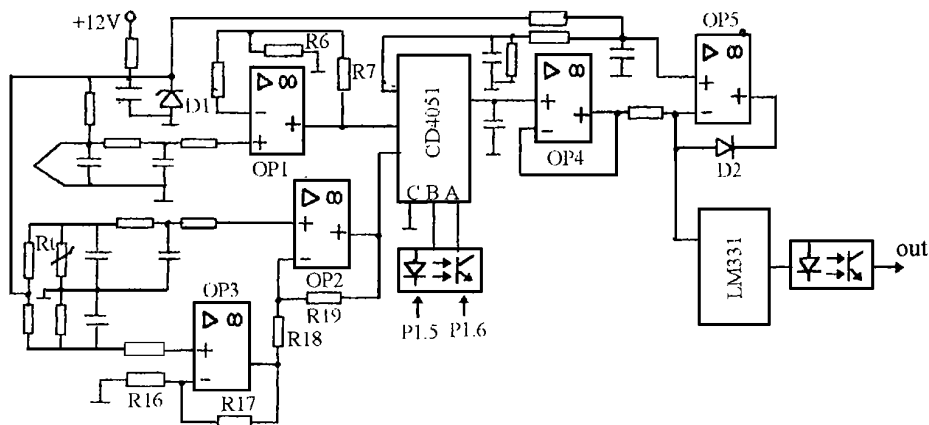 +12V
R6
OP5
▷ ∞
+
−
D1
R7
▷ ∞
−
+
+
OP1
CD4051
C B A
▷ ∞
+
−
+
OP4
D2
Rt
▷ ∞
+
−
+
OP2
R19
R18
P1.5
P1.6
LM331
out
OP3
▷ ∞
+
−
R16
R17